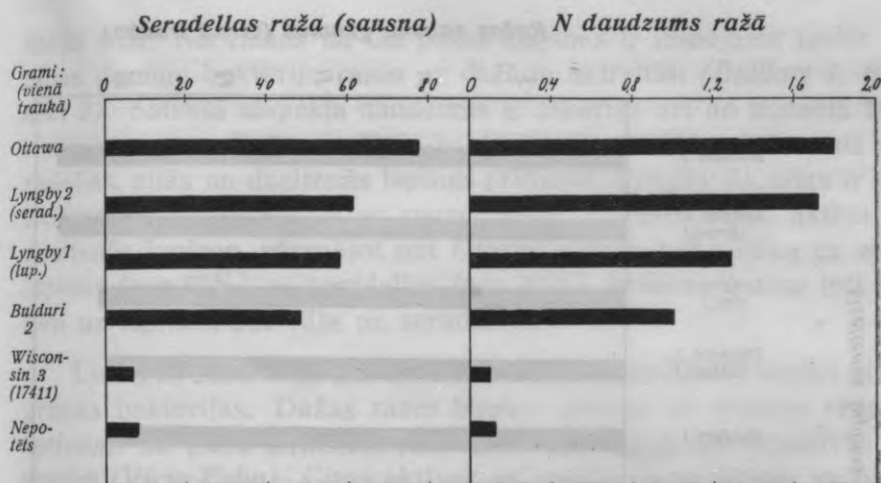 Seradellas raža (sausna) N daudzums ražā
Grami:
(vienā
traukā)
0 20 40 60 80 0 0,4 0,8 1,2 1,6 2,0
Ottawa
Lyngby 2
(serad.)
Lyngby 1
(lup.)
Bulduri
2
Wiscon-
sin 3
(17411)
Nepo-
tēts